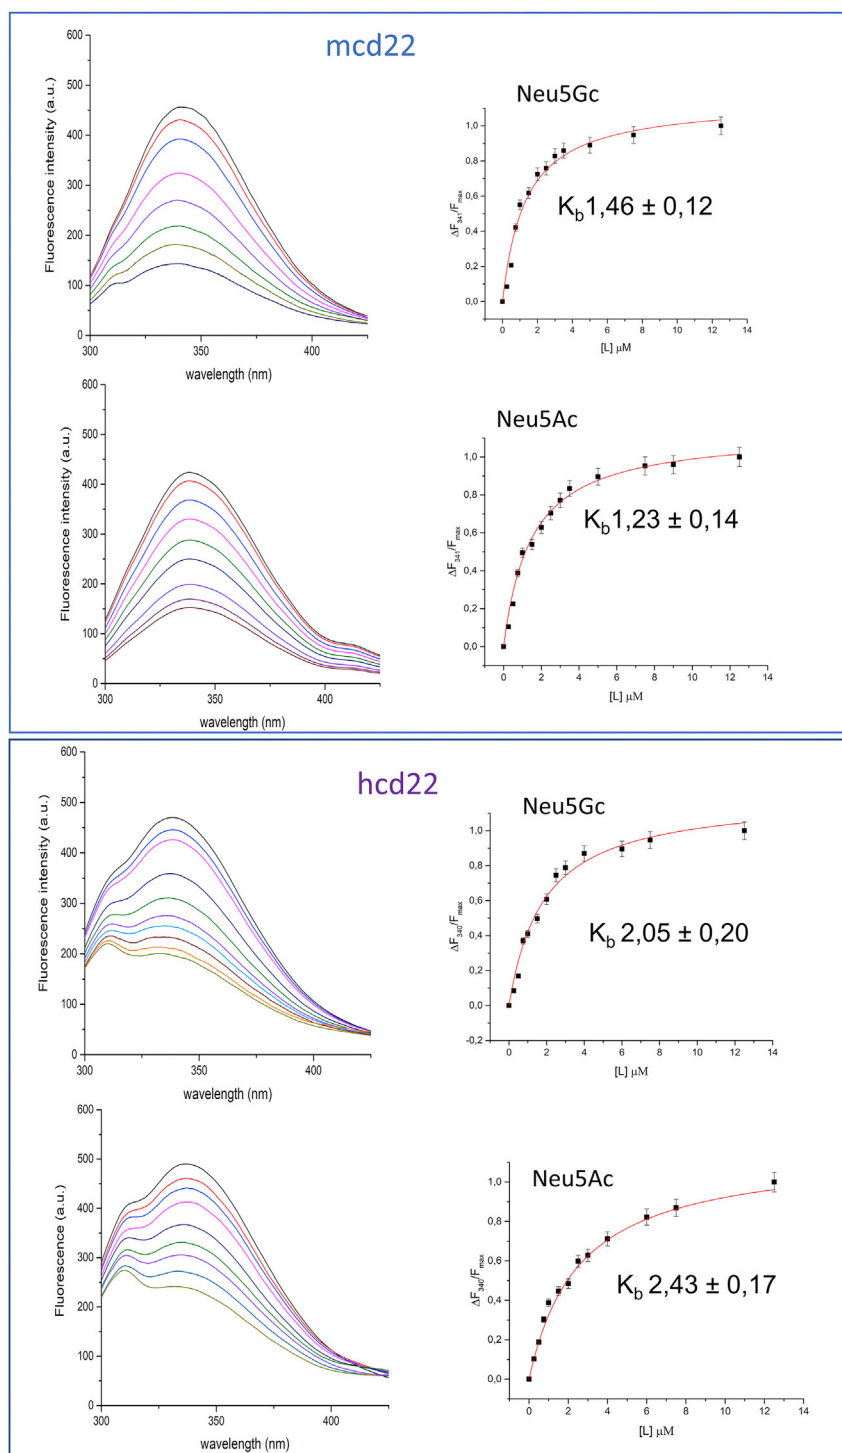 mcd22
600
500
400
300
200
100
0
Fluorescence intensity (a.u.)
300
350
400
wavelength (nm)
Neu5Gc
1,0
0,8
0,6
0,4
0,2
0,0
ΔF341/Fmax
Kb1,46 ± 0,12
0 2 4 6 8 10 12 14
[L] μM
600
500
400
300
200
100
0
Fluorescence intensity (a.u.)
300
350
400
wavelength (nm)
Neu5Ac
1,0
0,8
0,6
0,4
0,2
0,0
ΔF341/Fmax
Kb1,23 ± 0,14
0 2 4 6 8 10 12 14
[L] μM
hcd22
600
500
400
300
200
100
0
Fluorescence intensity (a.u.)
300
350
400
wavelength (nm)
Neu5Gc
1,0
0,8
0,6
0,4
0,2
0,0
-0,2
ΔF340/Fmax
Kb 2,05 ± 0,20
0 2 4 6 8 10 12 14
[L] μM
600
500
400
300
200
100
0
Fluorescence (a.u.)
300
350
400
wavelength (nm)
Neu5Ac
1,0
0,8
0,6
0,4
0,2
0,0
ΔF340/Fmax
Kb 2,43 ± 0,17
0 2 4 6 8 10 12 14
[L] μM